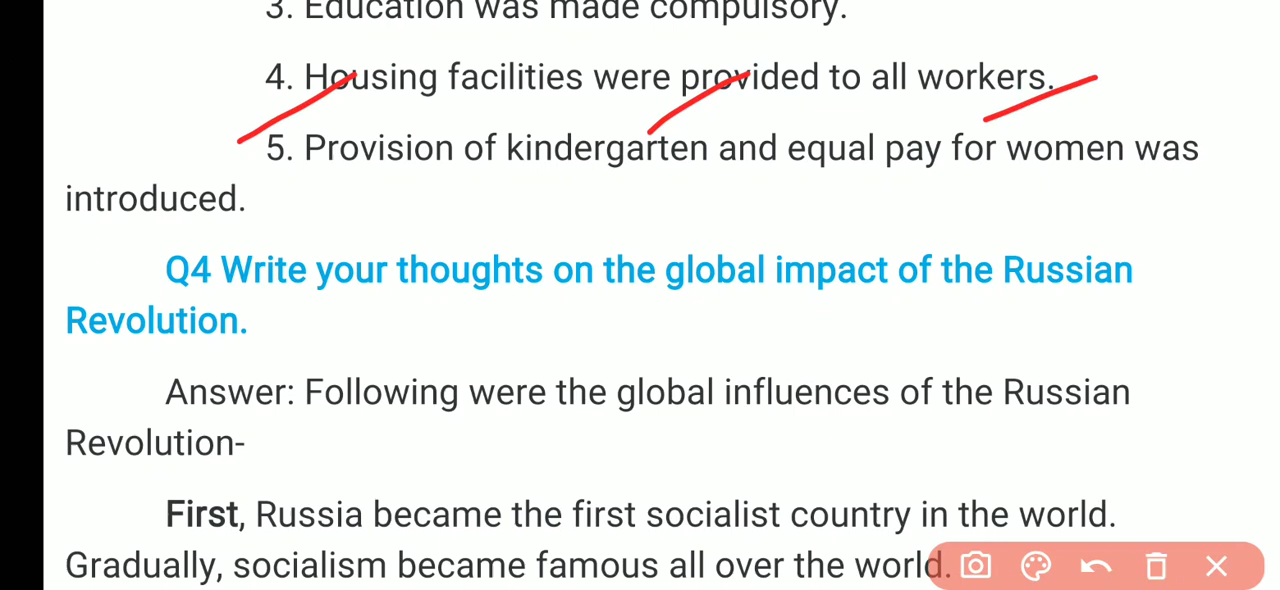 3. Education was made compulsory.
4. Housing facilities were provided to all workers.
5. Provision of kindergarten and equal pay for women was
introduced.
Q4 Write your thoughts on the global impact of the Russian
Revolution.
Answer: Following were the global influences of the Russian
Revolution-
First, Russia became the first socialist country in the world.
Gradually, socialism became famous all over the world.